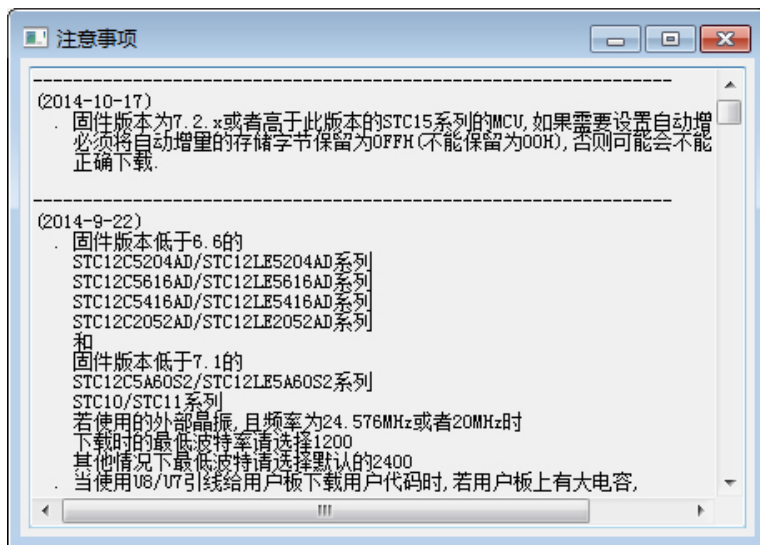 注意事项
----------------------------------------------------------------
(2014-10-17)
. 固件版本为7.2.x或者高于此版本的STC15系列的MCU,如果需要设置自动增
必须将自动增量的存储字节保留为0FFH(不能保留为00H),否则可能会不能
正确下载.
----------------------------------------------------------------
(2014-9-22)
. 固件版本低于6.6的
STC12C5204AD/STC12LE5204AD系列
STC12C5616AD/STC12LE5616AD系列
STC12C5416AD/STC12LE5416AD系列
STC12C2052AD/STC12LE2052AD系列
和
固件版本低于7.1的
STC12C5A60S2/STC12LE5A60S2系列
STC10/STC11系列
若使用的外部晶振,且频率为24.576MHz或者20MHz时
下载时的最低波特率请选择1200
其他情况下最低波特请选择默认的2400
. 当使用U8/U7引线给用户板下载用户代码时,若用户板上有大电容,